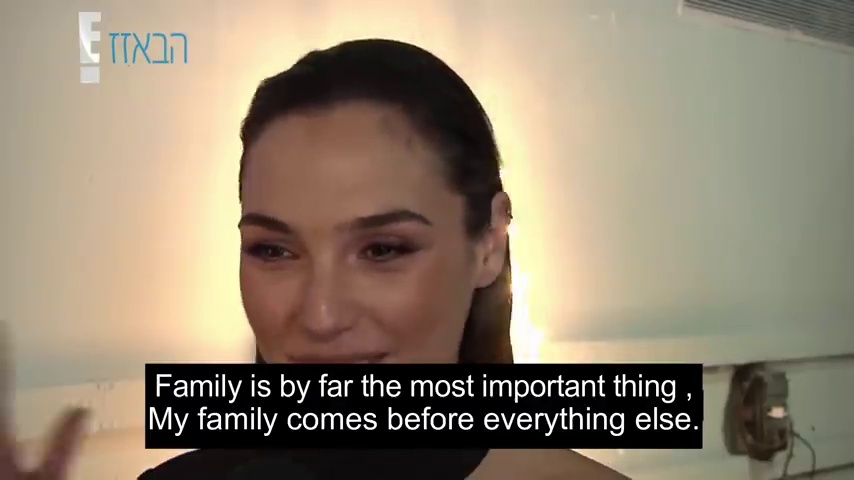 E הבאזז
Family is by far the most important thing ,
My family comes before everything else.